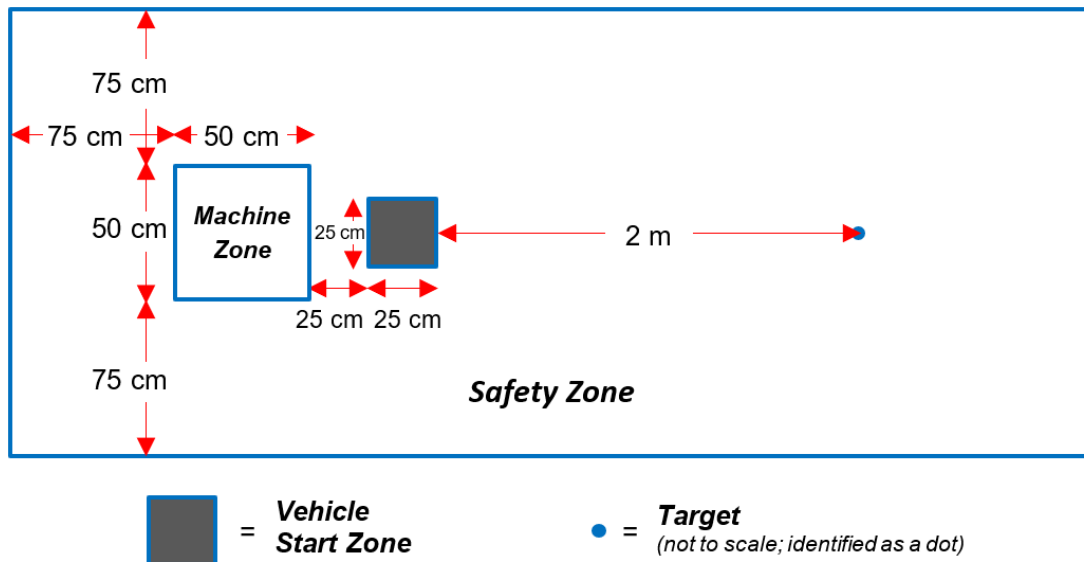 75 cm
75 cm
50 cm
50 cm
Machine
Zone
25 cm
2 m
25 cm
25 cm
75 cm
Safety Zone
= Vehicle
Start Zone
= Target
(not to scale; identified as a dot)